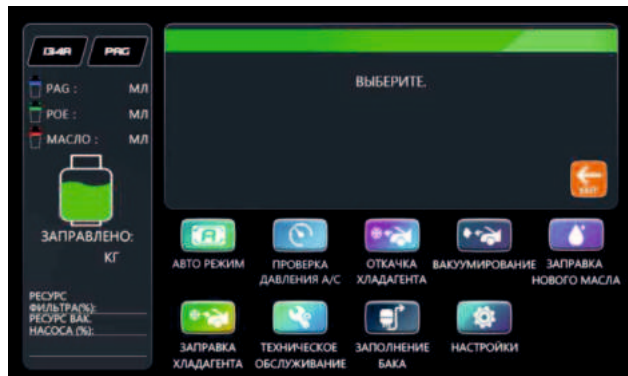 134A PAG
PAG : МЛ
POE : МЛ
МАСЛО : МЛ
ЗАПРАВЛЕНО:
КГ
РЕСУРС
ФИЛЬТРА(%):
РЕСУРС ВАК.
НАСОСА (%):
ВЫБЕРИТЕ.
EXIT
АВТО РЕЖИМ
ПРОВЕРКА
ДАВЛЕНИЯ А/С
ОТКАЧКА
ХЛАДАГЕНТА
ВАКУУМИРОВАНИЕ
ЗАПРАВКА
НОВОГО МАСЛА
ЗАПРАВКА
ХЛАДАГЕНТА
ТЕХНИЧЕСКОЕ
ОБСЛУЖИВАНИЕ
ЗАПОЛНЕНИЕ
БАКА
НАСТРОЙКИ